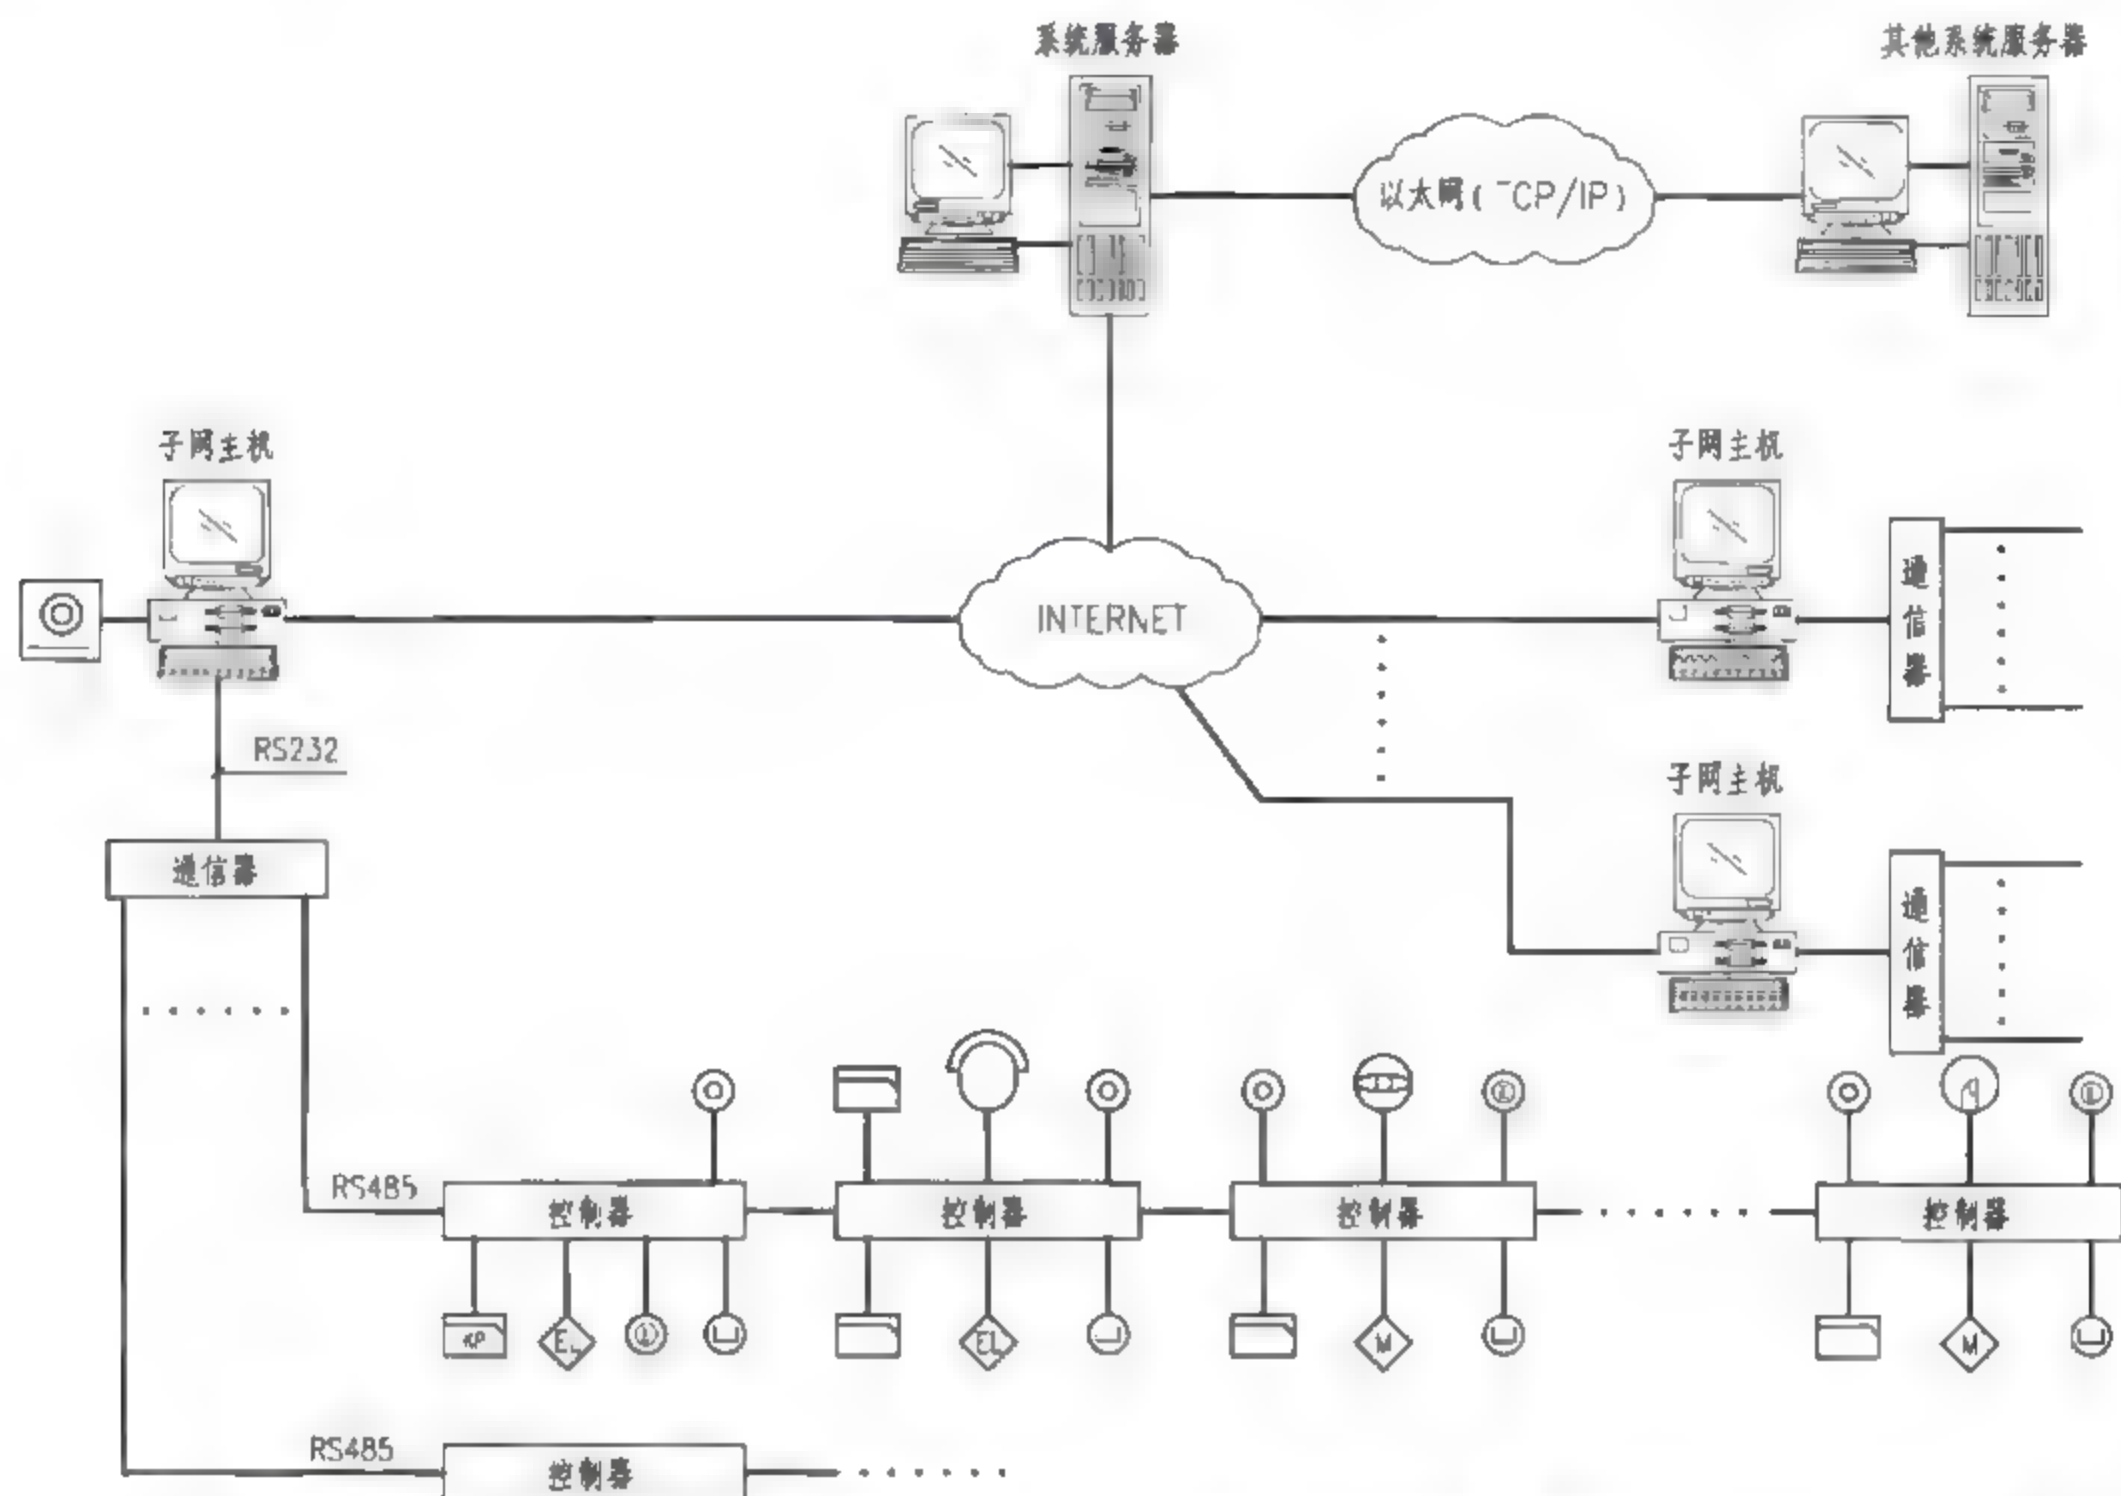 系统服务器
其他系统服务器
以太网(TCP/IP)
子网主机
子网主机
INTERNET
通信器
RS232
子网主机
通信器
通信器
RS485
控制器
控制器
控制器
控制器
KP
EL
EL
M
M
RS485
控制器